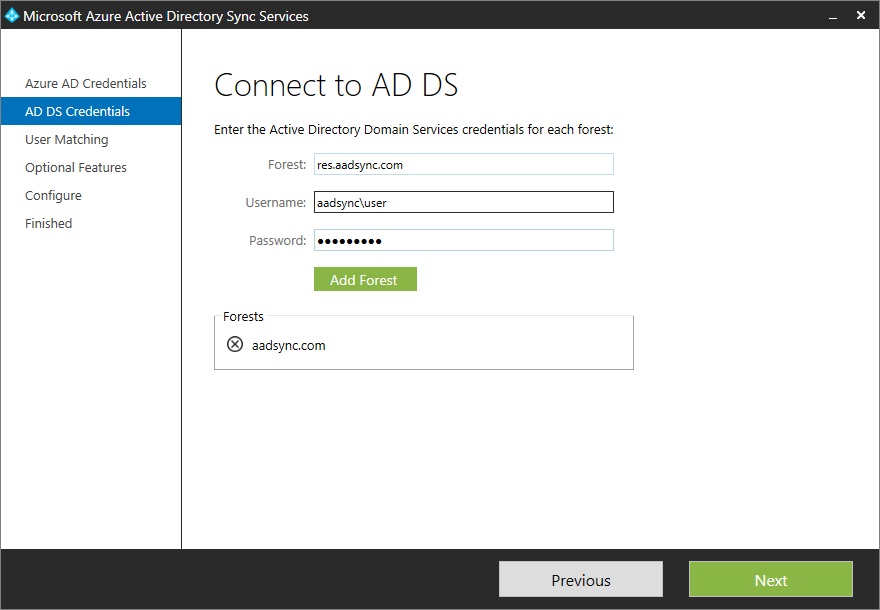 Microsoft Azure Active Directory Sync Services
Azure AD Credentials
AD DS Credentials
User Matching
Optional Features
Configure
Finished
Connect to AD DS
Enter the Active Directory Domain Services credentials for each forest:
Forest: res.aadsync.com
Username: aadsync\user
Password: ●●●●●●●●●
Add Forest
Forests
aadsync.com
Previous
Next